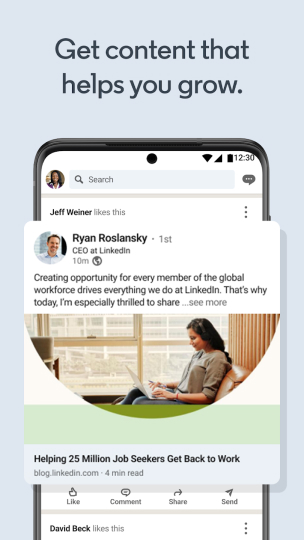 Get content that
helps you grow.
12:30
Search
Jeff Weiner likes this
Ryan Roslansky · 1st
CEO at LinkedIn
10m
Creating opportunity for every member of the global
workforce drives everything we do at LinkedIn. That's why
today, I'm especially thrilled to share ...see more
Helping 25 Million Job Seekers Get Back to Work
blog.linkedin.com · 4 min read
Like Comment Share Send
David Beck likes this